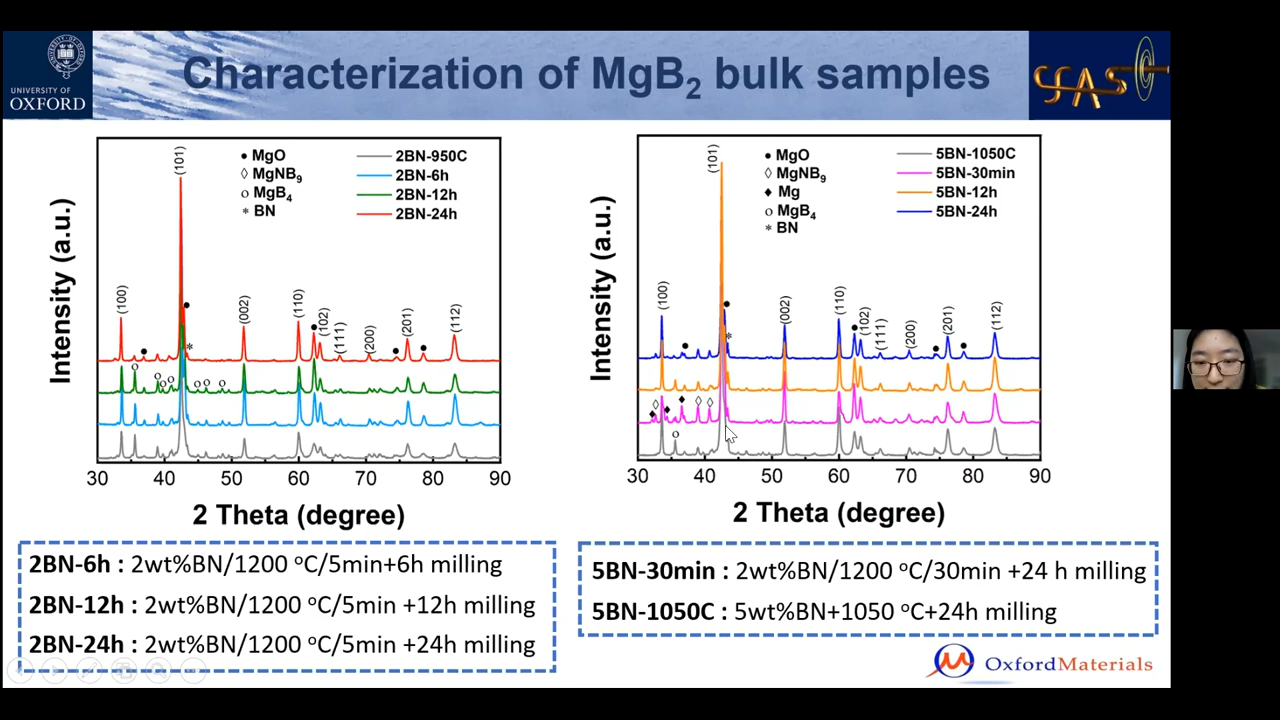 UNIVERSITY OF
OXFORD
Characterization of MgB2 bulk samples
SFAS
Intensity (a.u.)
(100)
(101)
(002)
(110)
(102)
(111)
(200)
(201)
(112)
• MgO
◊ MgNB9
o MgB4
* BN
2BN-950C
2BN-6h
2BN-12h
2BN-24h
30 40 50 60 70 80 90
2 Theta (degree)
Intensity (a.u.)
(100)
(101)
(002)
(110)
(102)
(111)
(200)
(201)
(112)
• MgO
◊ MgNB9
♦ Mg
o MgB4
* BN
5BN-1050C
5BN-30min
5BN-12h
5BN-24h
30 40 50 60 70 80 90
2 Theta (degree)
2BN-6h : 2wt%BN/1200 oC/5min+6h milling
2BN-12h : 2wt%BN/1200 oC/5min +12h milling
2BN-24h : 2wt%BN/1200 oC/5min +24h milling
5BN-30min : 2wt%BN/1200 oC/30min +24 h milling
5BN-1050C : 5wt%BN+1050 oC+24h milling
OxfordMaterials